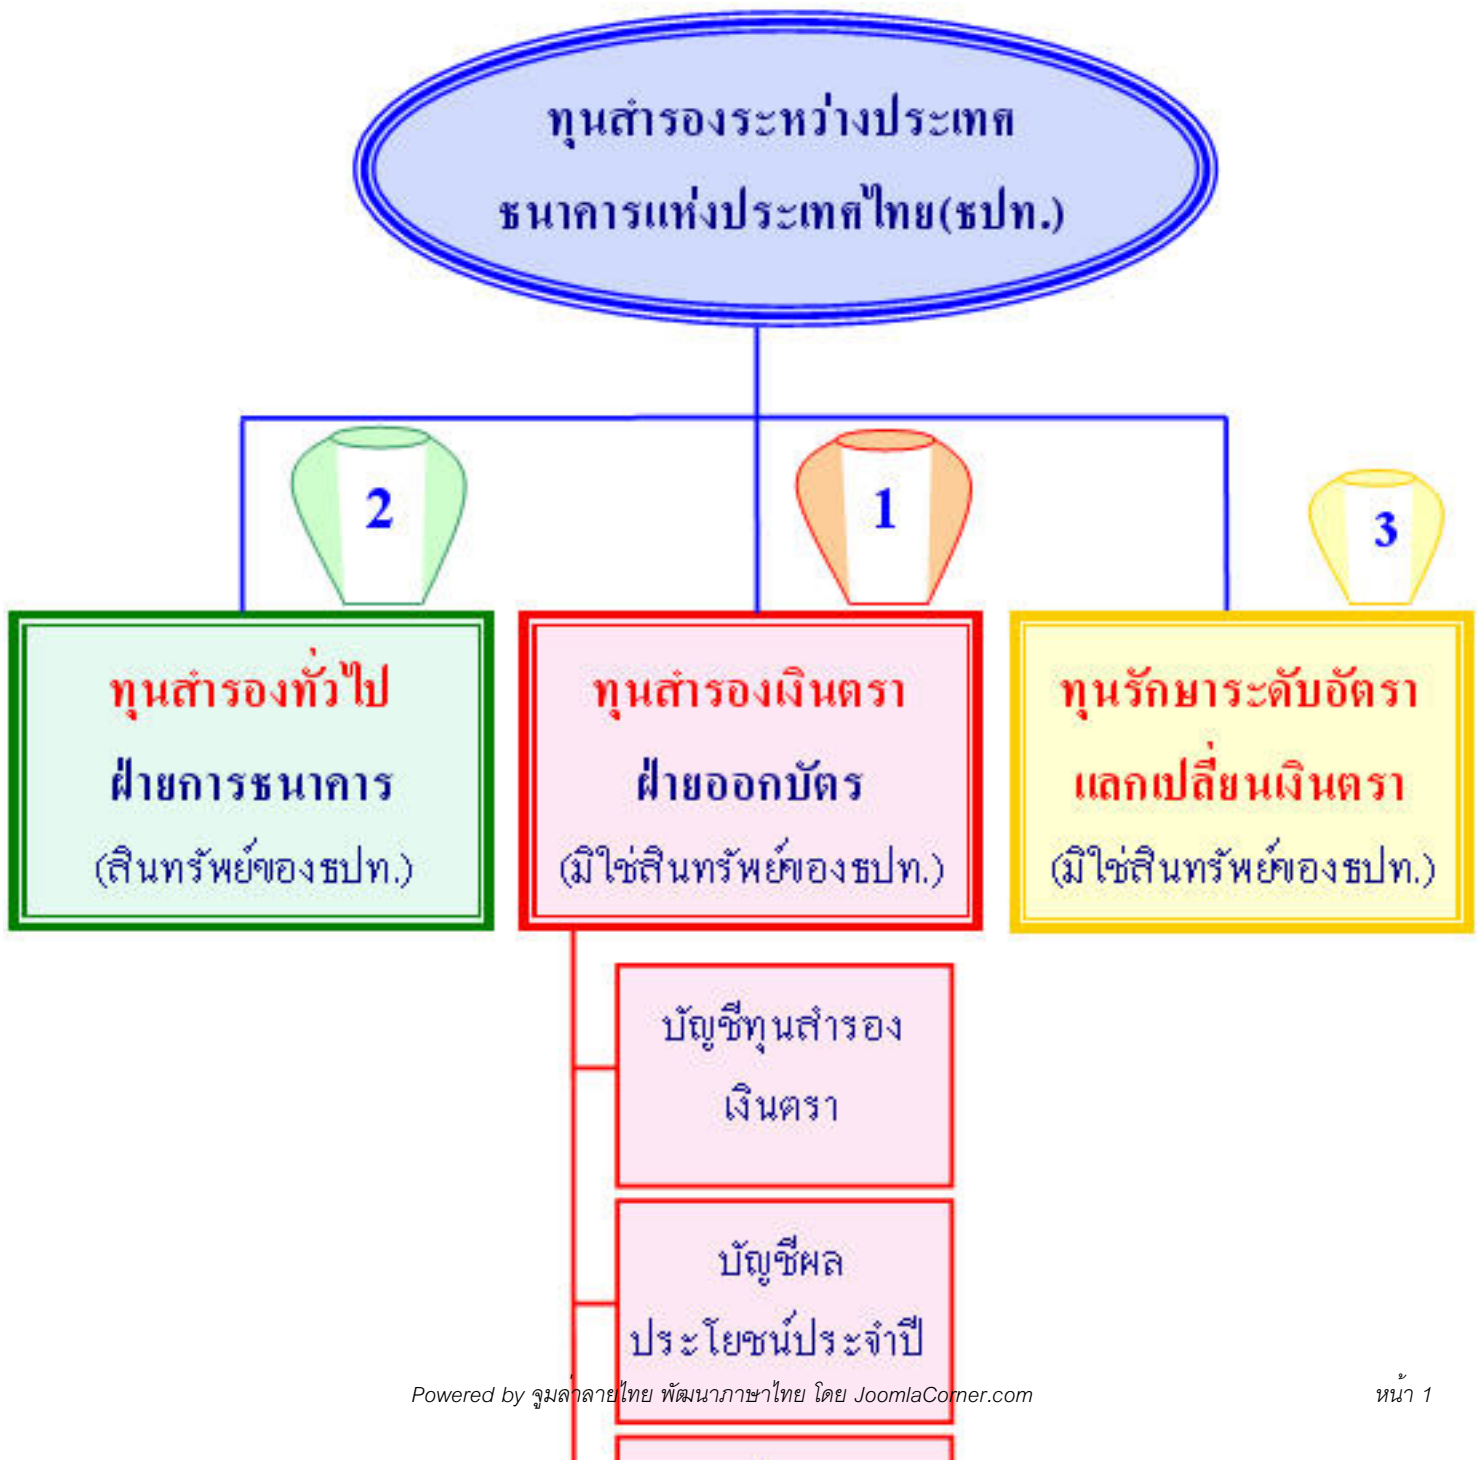 ทุนสำรองระหว่างประเทศ
ธนาคารแห่งประเทศไทย(ธปท.)
2
1
3
ทุนสำรองทั่วไป
ฝ่ายการธนาคาร
(สินทรัพย์ของธปท.)
ทุนสำรองเงินตรา
ฝ่ายออกบัตร
(มิใช่สินทรัพย์ของธปท.)
ทุนรักษาระดับอัตรา
แลกเปลี่ยนเงินตรา
(มิใช่สินทรัพย์ของธปท.)
บัญชีทุนสำรอง
เงินตรา
บัญชีผล
ประโยชน์ประจำปี
Powered by จูมล่าลายไทย พัฒนาภาษาไทย โดย JoomlaCorner.com
หน้า 1